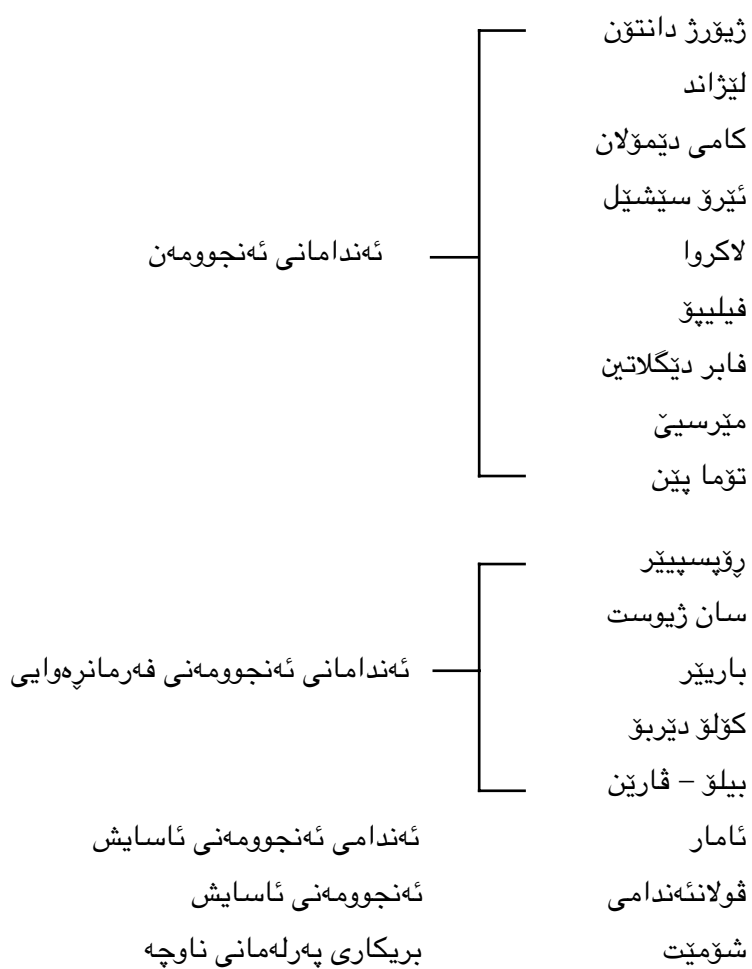 ژیۆرژ دانتۆن
لێژاند
کامی دێمۆلان
ئێرۆ سێشێل
لاکروا ئەندامانی ئەنجوومەن
فیلیپۆ
فابر دێگلاتین
مێرسیێ
تۆما پێن
ڕۆپسپیێر
سان ژیوست
باریێر ئەندامانی ئەنجوومەنی فەرمانڕەوایی
کۆلۆ دێربۆ
بیلۆ – ڤارێن
ئامار ئەندامی ئەنجوومەنی ئاسایش
ڤولانئەندامی ئەنجوومەنی ئاسایش
شۆمێت بریکاری پەرلەمانی ناوچە